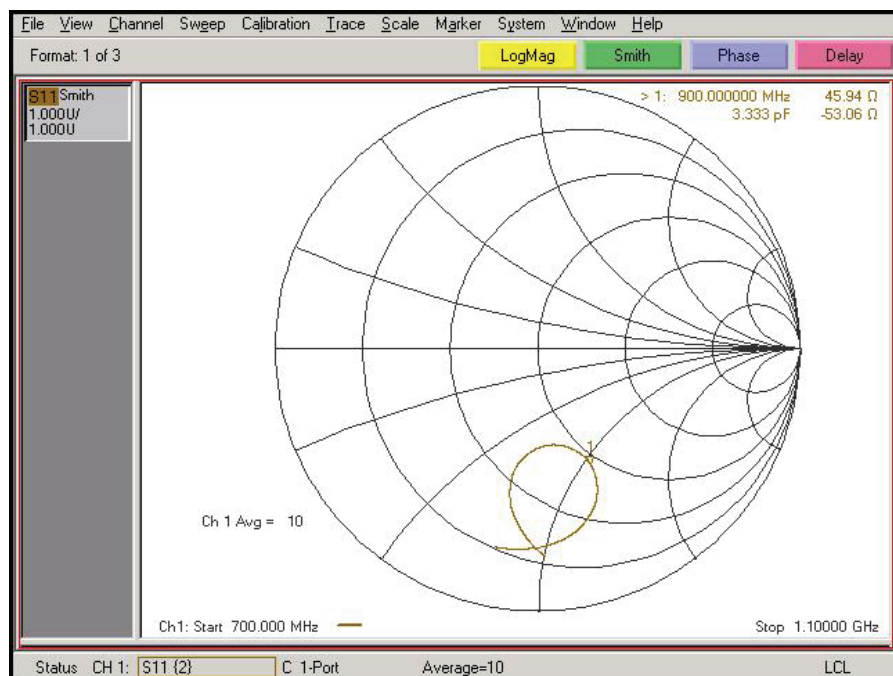 File View Channel Sweep Calibration Trace Scale Marker System Window Help
Format: 1 of 3 LogMag Smith Phase Delay
S11 Smith
1.000U/
1.000U
> 1: 900.000000 MHz 45.94 Ω
3.333 pF -53.06 Ω
1
Ch 1 Avg = 10
Ch1: Start 700.000 MHz Stop 1.10000 GHz
Status CH 1: S11 {2} C 1-Port Average=10 LCL